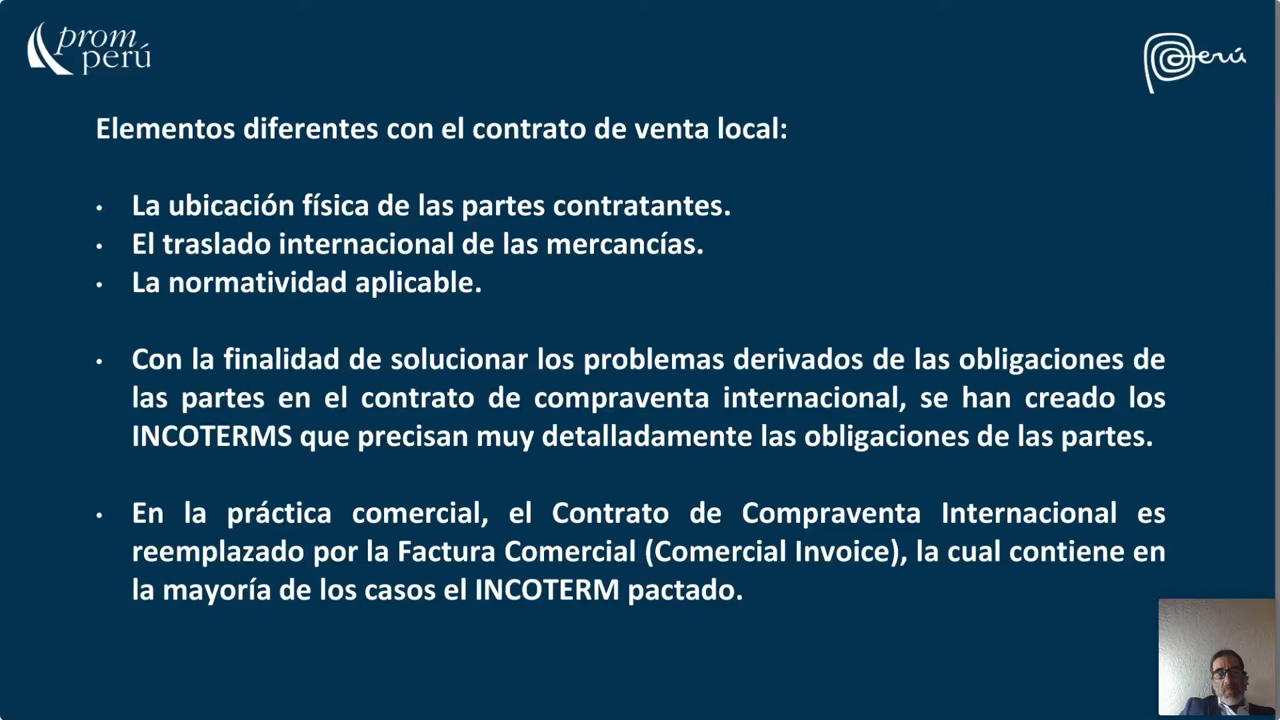 prom
perú
Perú
Elementos diferentes con el contrato de venta local:
• La ubicación física de las partes contratantes.
• El traslado internacional de las mercancías.
• La normatividad aplicable.
• Con la finalidad de solucionar los problemas derivados de las obligaciones de
las partes en el contrato de compraventa internacional, se han creado los
INCOTERMS que precisan muy detalladamente las obligaciones de las partes.
• En la práctica comercial, el Contrato de Compraventa Internacional es
reemplazado por la Factura Comercial (Comercial Invoice), la cual contiene en
la mayoría de los casos el INCOTERM pactado.